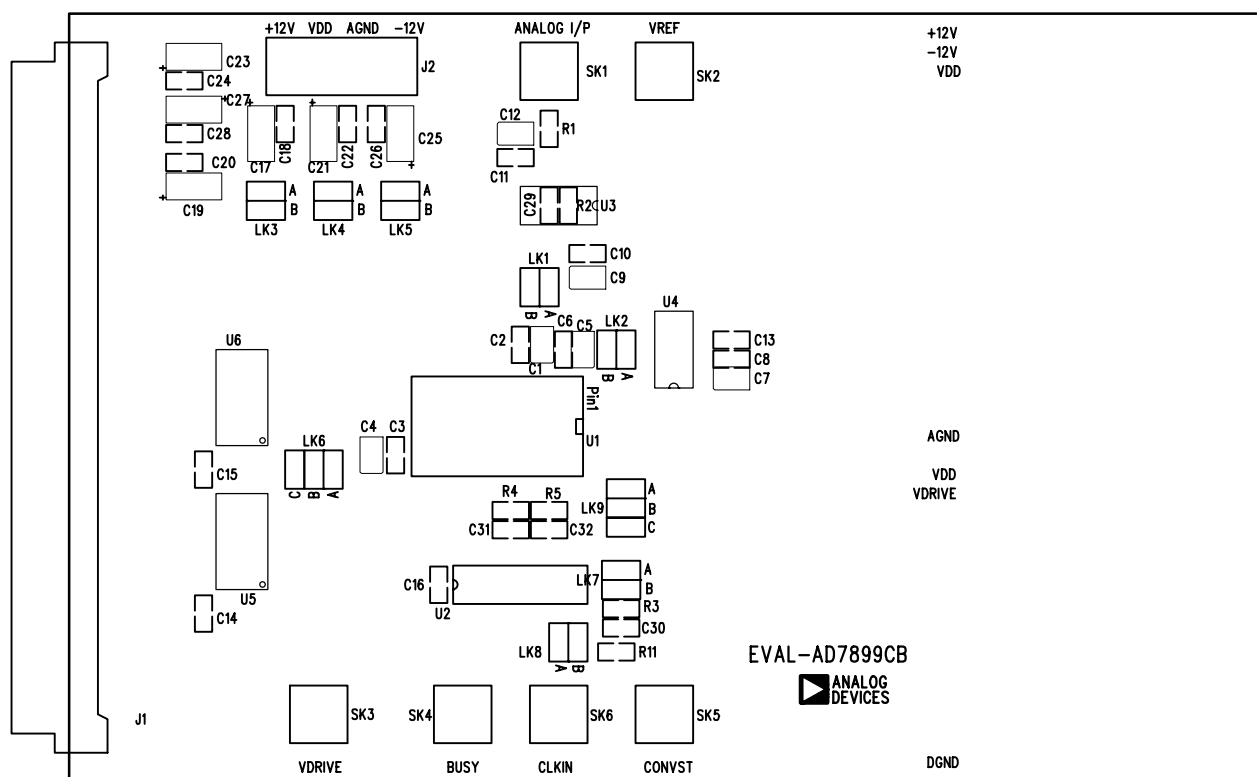 +12V VDD AGND -12V
J2
ANALOG I/P
SK1
VREF
SK2
+12V
-12V
VDD
C23
C24
C27
C28
C20
C19
C17
C18
C21
C22
C26
C25
C12
C11
R1
A
B
LK3
A
B
LK4
A
B
LK5
C29
R2
U3
C10
C9
LK1
B
A
C2
C1
C6
C5
LK2
B
A
U4
C13
C8
C7
U6
Pin1
U1
C4
C3
LK6
C
B
A
C15
AGND
VDD
VDRIVE
R4
R5
C31
C32
LK9
A
B
C
C16
U2
LK7
A
B
R3
C30
U5
C14
LK8
A
B
R11
EVAL-AD7899CB
ANALOG
DEVICES
J1
SK3
SK4
SK6
SK5
VDRIVE
BUSY
CLKIN
CONVST
DGND